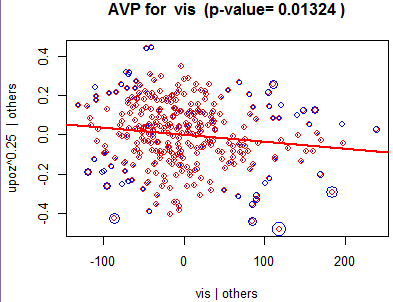 AVP for vis (p-value= 0.01324 )
upoz^0.25 | others
0.4
0.2
0.0
-0.2
-0.4
-100 0 100 200
vis | others